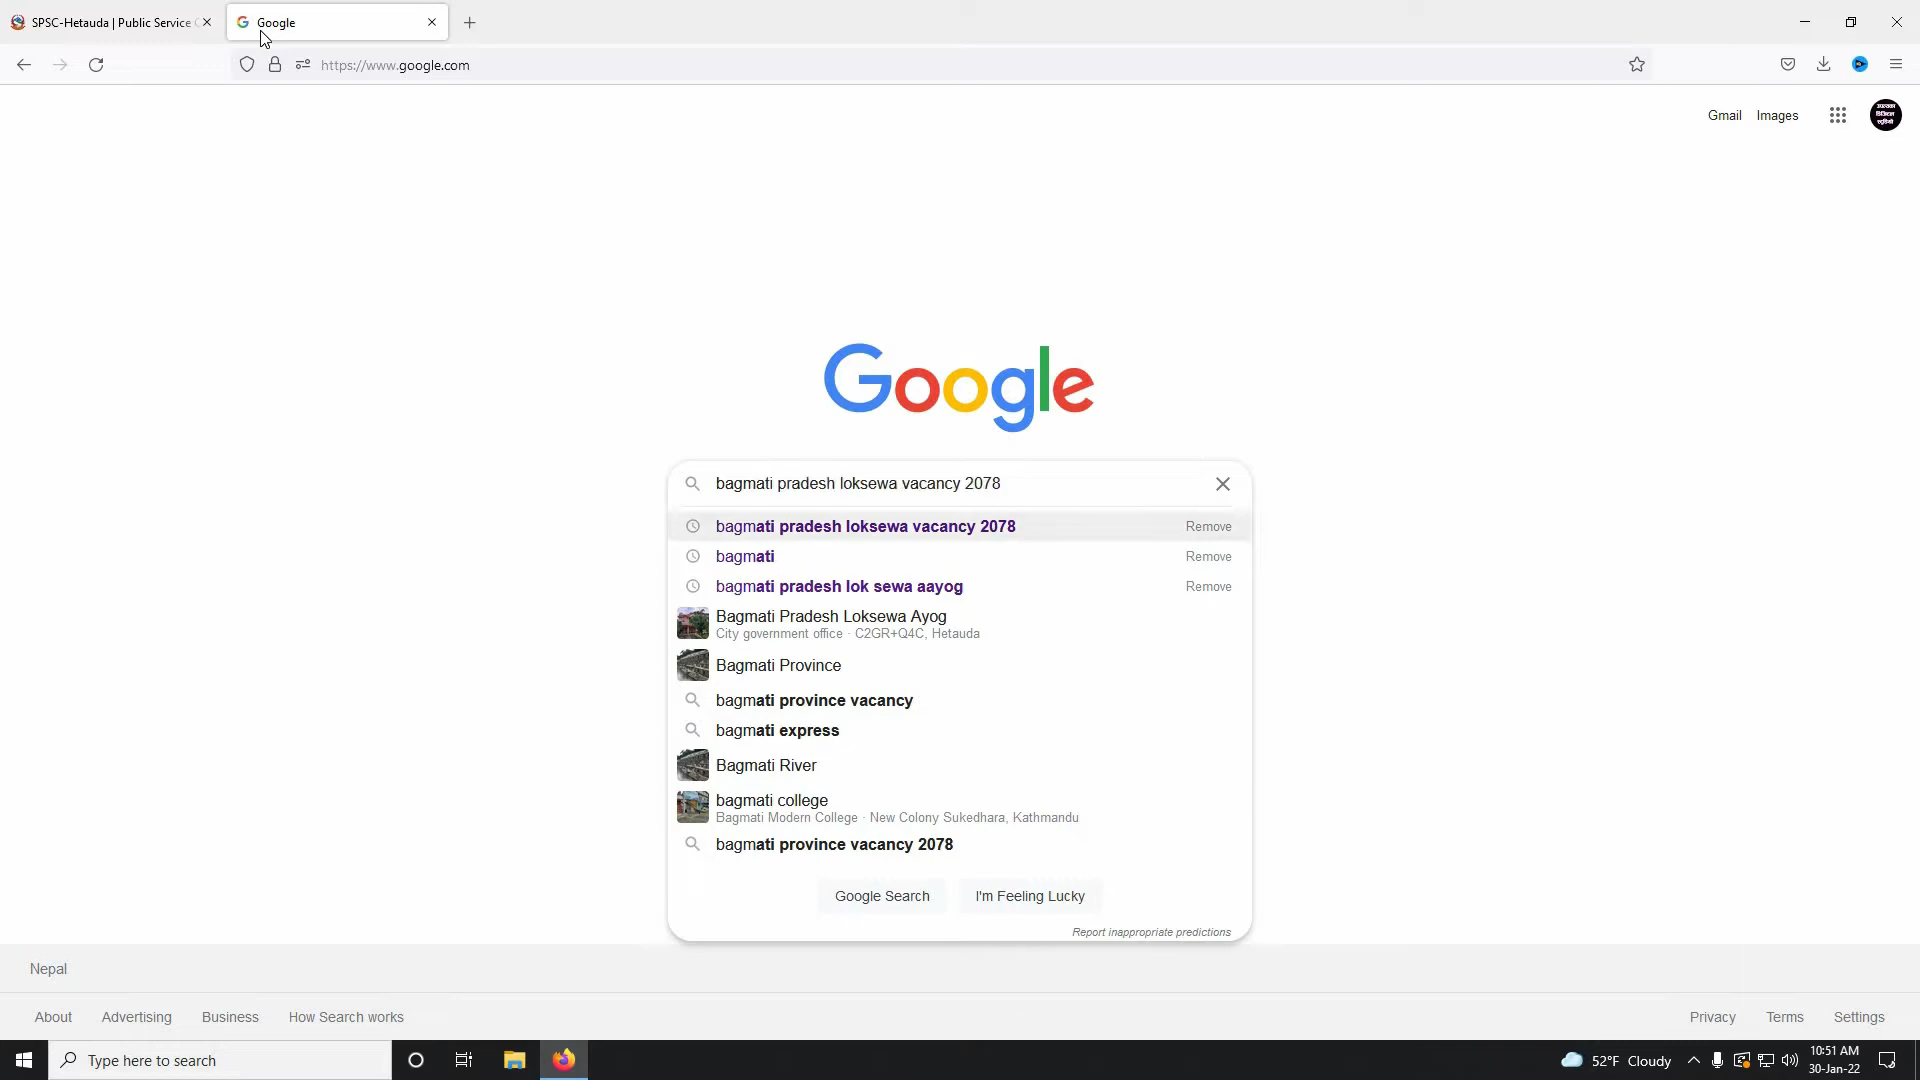 SPSC-Hetauda | Public Service
Google
https://www.google.com
Gmail Images
Google
bagmati pradesh loksewa vacancy 2078
bagmati pradesh loksewa vacancy 2078 Remove
bagmati Remove
bagmati pradesh lok sewa aayog Remove
Bagmati Pradesh Loksewa Ayog
City government office · C2GR+Q4C, Hetauda
Bagmati Province
bagmati province vacancy
bagmati express
Bagmati River
bagmati college
Bagmati Modern College · New Colony Sukedhara, Kathmandu
bagmati province vacancy 2078
Google Search I'm Feeling Lucky
Report inappropriate predictions
Nepal
About Advertising Business How Search works Privacy Terms Settings
Type here to search
52°F Cloudy
10:51 AM
30-Jan-22